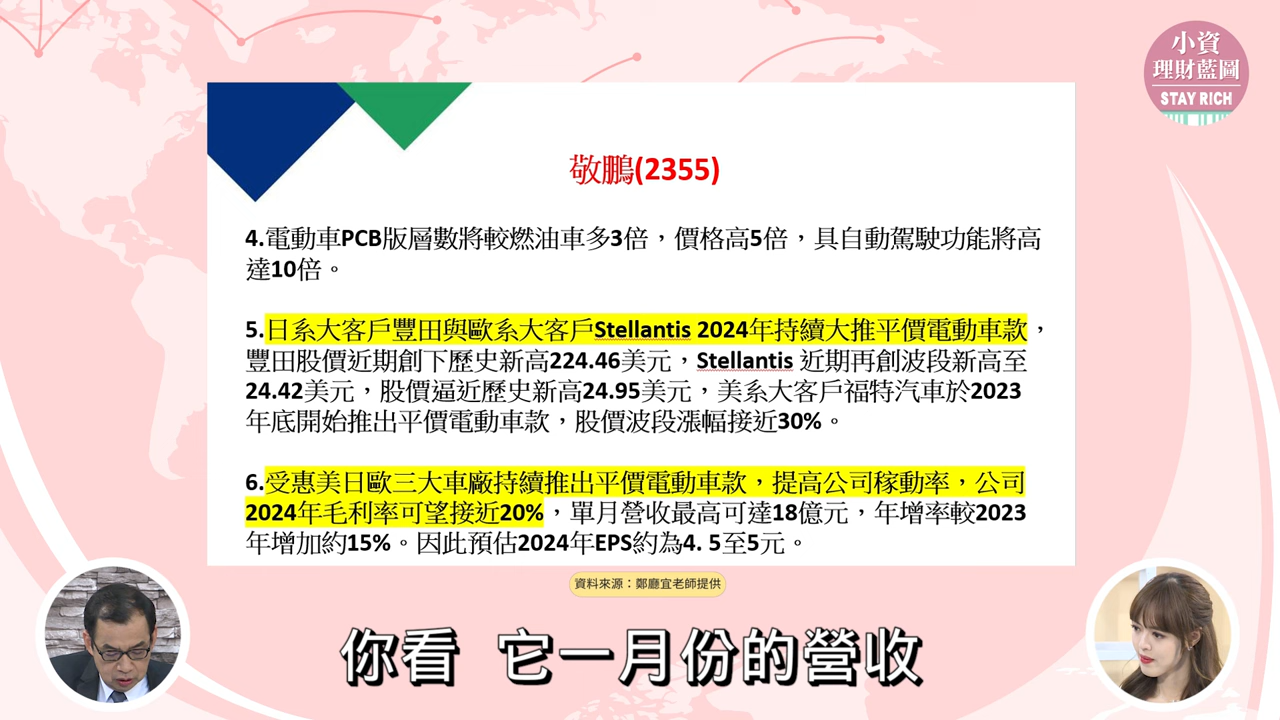 小資
理財藍圖
STAY RICH
敬鵬(2355)
4.電動車PCB版層數將較燃油車多3倍，價格高5倍，具自動駕駛功能將高
達10倍。
5.日系大客戶豐田與歐系大客戶Stellantis 2024年持續大推平價電動車款，
豐田股價近期創下歷史新高224.46美元，Stellantis 近期再創波段新高至
24.42美元，股價逼近歷史新高24.95美元，美系大客戶福特汽車於2023
年底開始推出平價電動車款，股價波段漲幅接近30%。
6.受惠美日歐三大車廠持續推出平價電動車款，提高公司稼動率，公司
2024年毛利率可望接近20%，單月營收最高可達18億元，年增率較2023
年增加約15%。因此預估2024年EPS約為4. 5至5元。
資料來源：鄭廳宜老師提供
你看 它一月份的營收